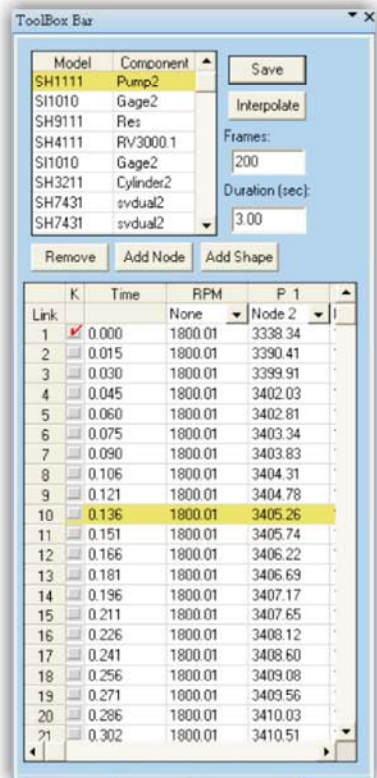 ToolBox Bar
Model Component
SH1111 Pump2
SI1010 Gage2
SH9111 Res
SH4111 RV3000.1
SI1010 Gage2
SH3211 Cylinder2
SH7431 svdual2
SH7431 svdual2
Save
Interpolate
Frames:
200
Duration (sec):
3.00
Remove Add Node Add Shape
K Time RPM P_1
Link None Node 2
1 0.000 1800.01 3338.34
2 0.015 1800.01 3390.41
3 0.030 1800.01 3399.91
4 0.045 1800.01 3402.03
5 0.060 1800.01 3402.81
6 0.075 1800.01 3403.34
7 0.090 1800.01 3403.83
8 0.106 1800.01 3404.31
9 0.121 1800.01 3404.78
10 0.136 1800.01 3405.26
11 0.151 1800.01 3405.74
12 0.166 1800.01 3406.22
13 0.181 1800.01 3406.69
14 0.196 1800.01 3407.17
15 0.211 1800.01 3407.65
16 0.226 1800.01 3408.12
17 0.241 1800.01 3408.60
18 0.256 1800.01 3409.08
19 0.271 1800.01 3409.56
20 0.286 1800.01 3410.03
21 0.302 1800.01 3410.51